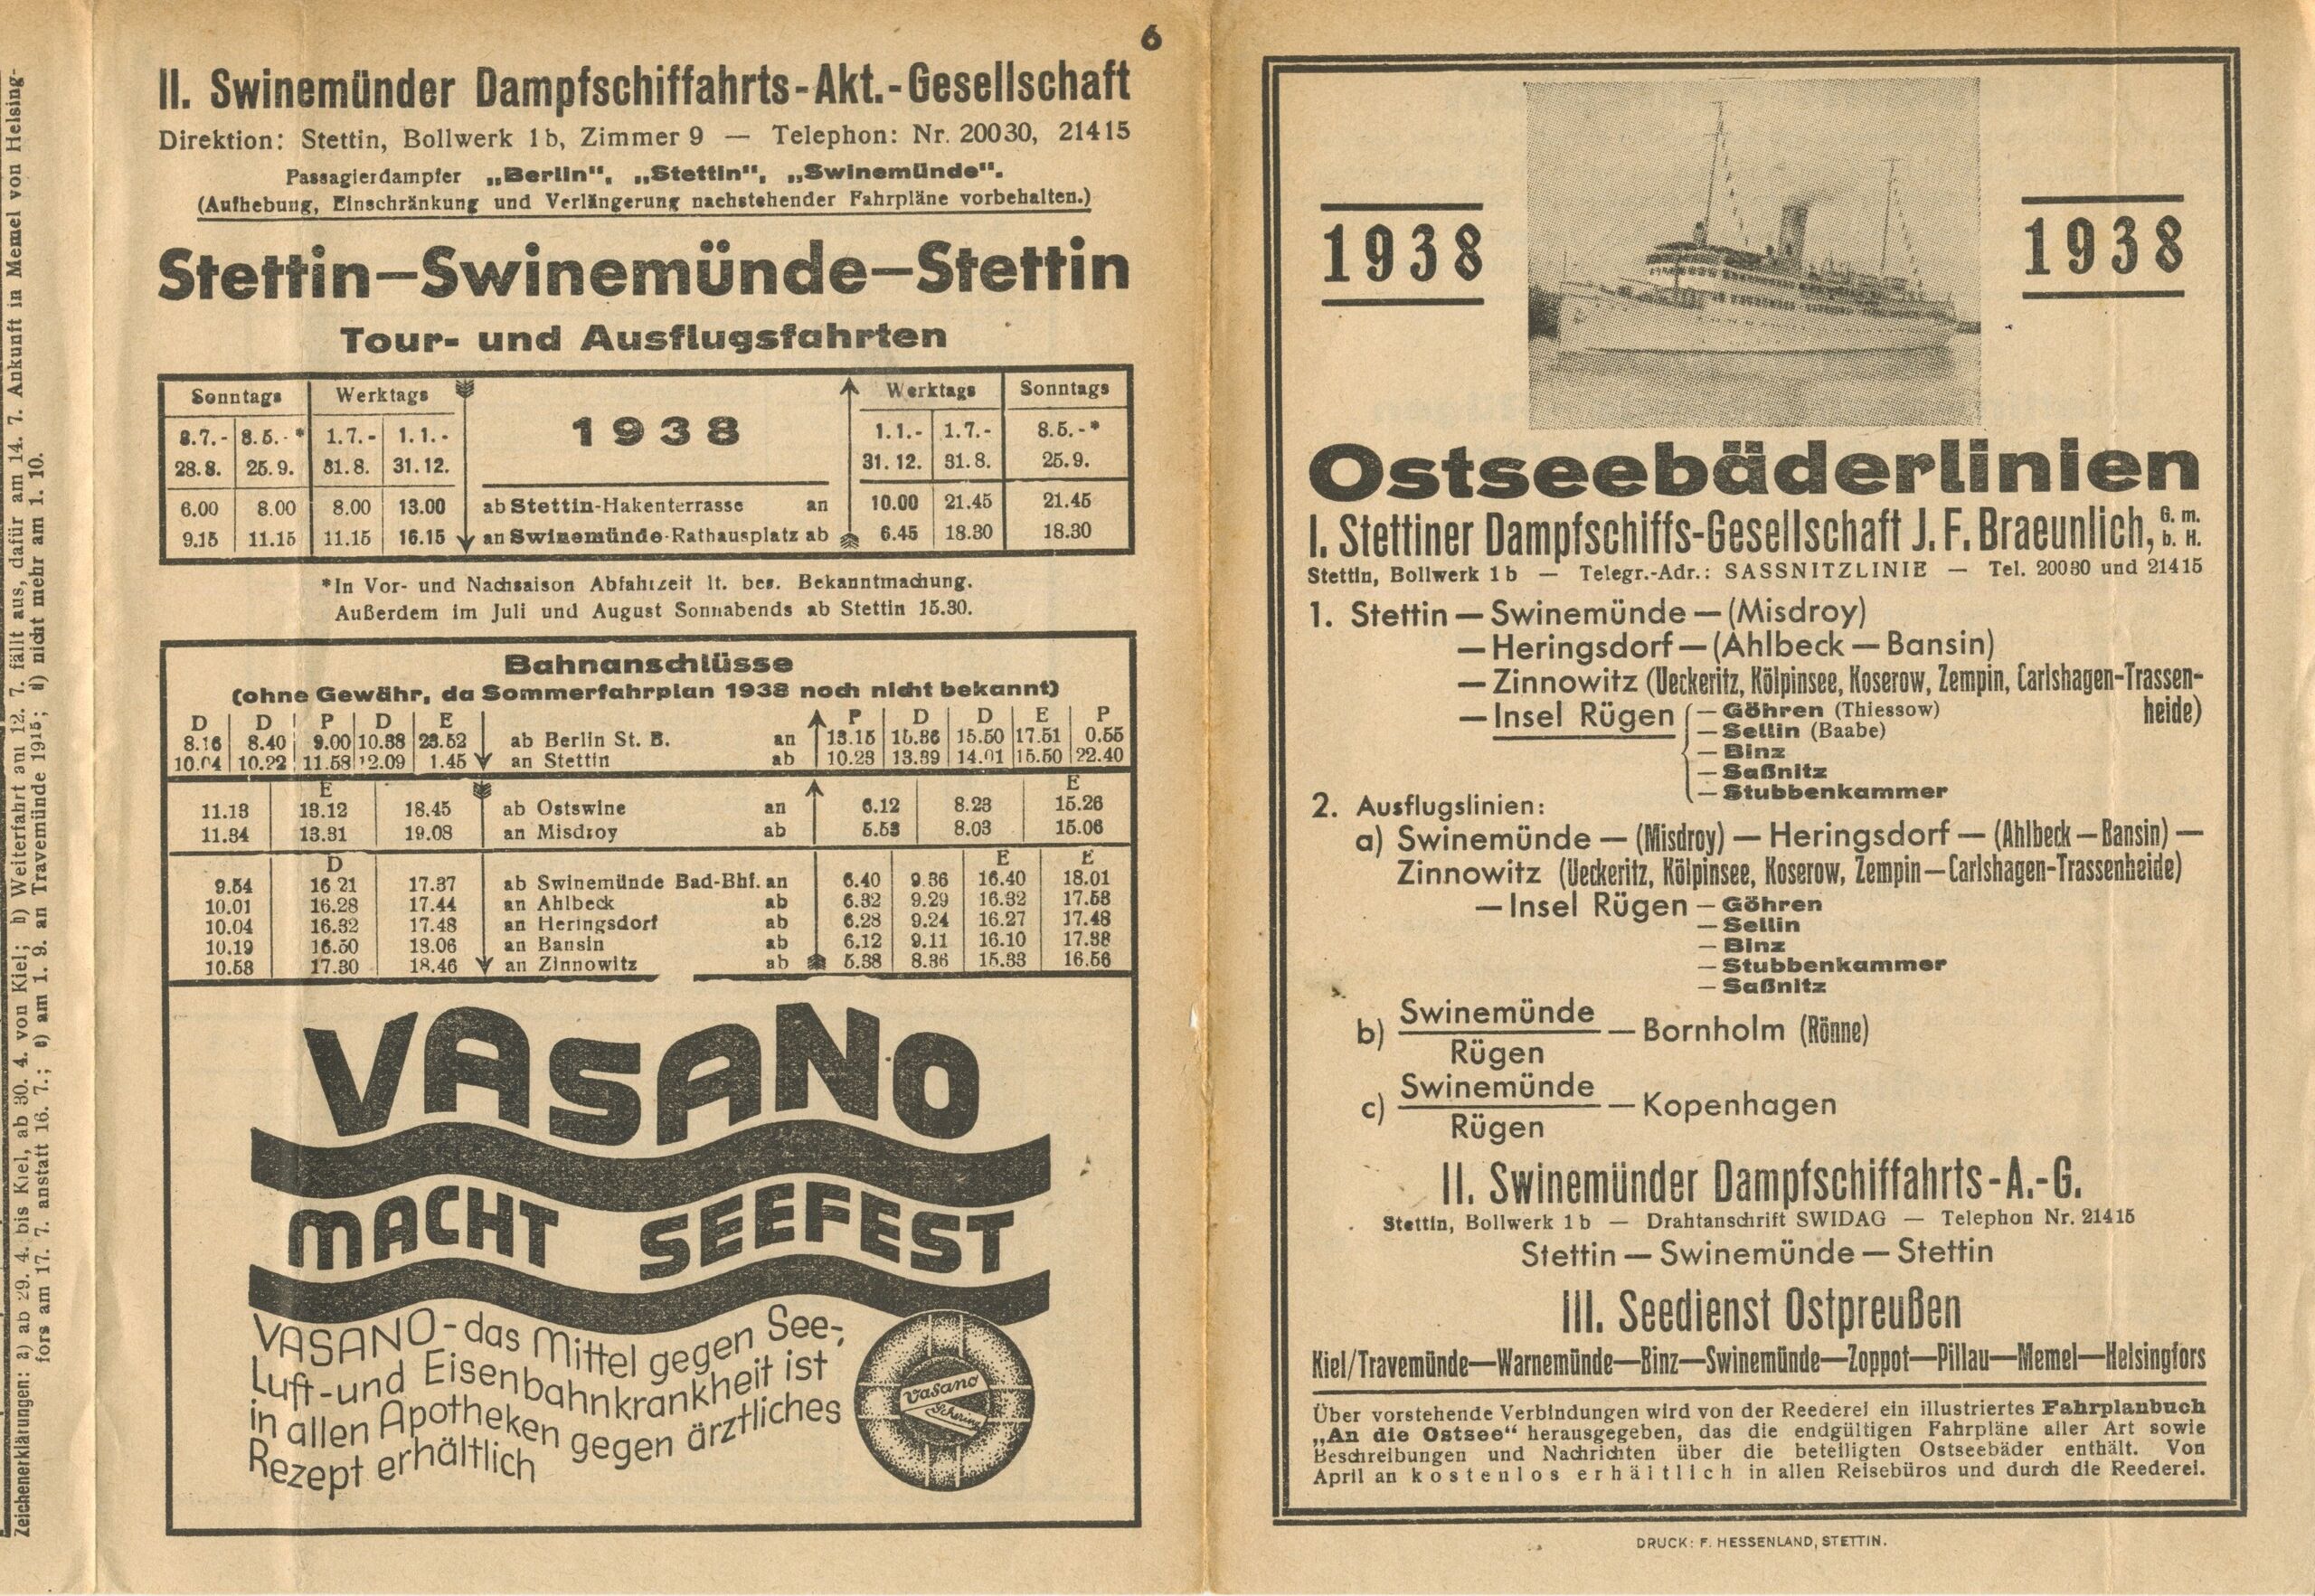 Zeichenerklärungen: a) ab 29. 4. bis Kiel, ab 30. 4. von Kiel; b) Weiterfahrt am 12. 7. fällt aus, dafür am 14. 7. Ankunft in Memel von Helsing-
fors am 17. 7. anstatt 16. 7.; e) am 1. 9. an Travemünde 19¹⁵; d) nicht mehr am 1. 10.
6
II. Swinemünder Dampfschiffahrts-Akt.-Gesellschaft
Direktion: Stettin, Bollwerk 1b, Zimmer 9 — Telephon: Nr. 20030, 21415
Passagierdampfer „Berlin“, „Stettin“, „Swinemünde“.
(Aufhebung, Einschränkung und Verlängerung nachstehender Fahrpläne vorbehalten.)
Stettin—Swinemünde—Stettin
Tour- und Ausflugsfahrten
Sonntags Werktags 1938 Werktags Sonntags
8.7.- 8.5.-* 1.7.- 1.1.- 1.1.- 1.7.- 8.5.-*
28.8. 25.9. 31.8. 31.12. 31.12. 31.8. 25.9.
6.00 8.00 8.00 13.00 ab Stettin-Hakenterrasse an 10.00 21.45 21.45
9.15 11.15 11.15 16.15 an Swinemünde-Rathausplatz ab 6.45 18.30 18.30
*In Vor- und Nachsaison Abfahrzeit lt. bes. Bekanntmachung.
Außerdem im Juli und August Sonnabends ab Stettin 15.30.
Bahnanschlüsse
(ohne Gewähr, da Sommerfahrplan 1938 noch nicht bekannt)
D D P D E P D D E P
8.16 8.40 9.00 10.38 23.52 ab Berlin St. B. an 13.15 15.36 15.50 17.51 0.55
10.04 10.22 11.58 12.09 1.45 an Stettin ab 10.23 13.39 14.01 15.50 22.40
E E
11.13 13.12 18.45 ab Ostswine an 6.12 8.23 15.26
11.34 13.31 19.08 an Misdroy ab 5.53 8.03 15.06
D E E
9.54 16 21 17.37 ab Swinemünde Bad-Bhf. an 6.40 9.36 16.40 18.01
10.01 16.28 17.44 an Ahlbeck ab 6.32 9.29 16.32 17.53
10.04 16.32 17.48 an Heringsdorf ab 6.28 9.24 16.27 17.48
10.19 16.50 18.06 an Bansin ab 6.12 9.11 16.10 17.38
10.58 17.30 18.46 an Zinnowitz ab 5.38 8.36 15.33 16.56
VASANO
MACHT SEEFEST
VASANO-das Mittel gegen See-,
Luft-und Eisenbahnkrankheit ist
in allen Apotheken gegen ärztliches
Rezept erhältlich
Vasano
Schering
1938
1938
Ostseebäderlinien
I. Stettiner Dampfschiffs-Gesellschaft J. F. Braeunlich, G. m. b. H.
Stettin, Bollwerk 1b — Telegr.-Adr.: SASSNITZLINIE — Tel. 20030 und 21415
1. Stettin — Swinemünde — (Misdroy)
— Heringsdorf — (Ahlbeck — Bansin)
— Zinnowitz (Ueckeritz, Kölpinsee, Koserow, Zempin, Carlshagen-Trassen-
heide)
— Insel Rügen — Göhren (Thiessow)
— Sellin (Baabe)
— Binz
— Saßnitz
— Stubbenkammer
2. Ausflugslinien:
a) Swinemünde — (Misdroy) — Heringsdorf — (Ahlbeck — Bansin) —
Zinnowitz (Ueckeritz, Kölpinsee, Koserow, Zempin—Carlshagen-Trassenheide)
— Insel Rügen — Göhren
— Sellin
— Binz
— Stubbenkammer
— Saßnitz
b) Swinemünde
Rügen
— Bornholm (Rönne)
c) Swinemünde
Rügen
— Kopenhagen
II. Swinemünder Dampfschiffahrts-A.-G.
Stettin, Bollwerk 1b — Drahtanschrift SWIDAG — Telephon Nr. 21415
Stettin — Swinemünde — Stettin
III. Seedienst Ostpreußen
Kiel/Travemünde—Warnemünde—Binz—Swinemünde—Zoppot—Pillau—Memel—Helsingfors
Über vorstehende Verbindungen wird von der Reederei ein illustriertes Fahrplanbuch
„An die Ostsee“ herausgegeben, das die endgültigen Fahrpläne aller Art sowie
Beschreibungen und Nachrichten über die beteiligten Ostseebäder enthält. Von
April an kostenlos erhältlich in allen Reisebüros und durch die Reederei.
DRUCK: F. HESSENLAND, STETTIN.